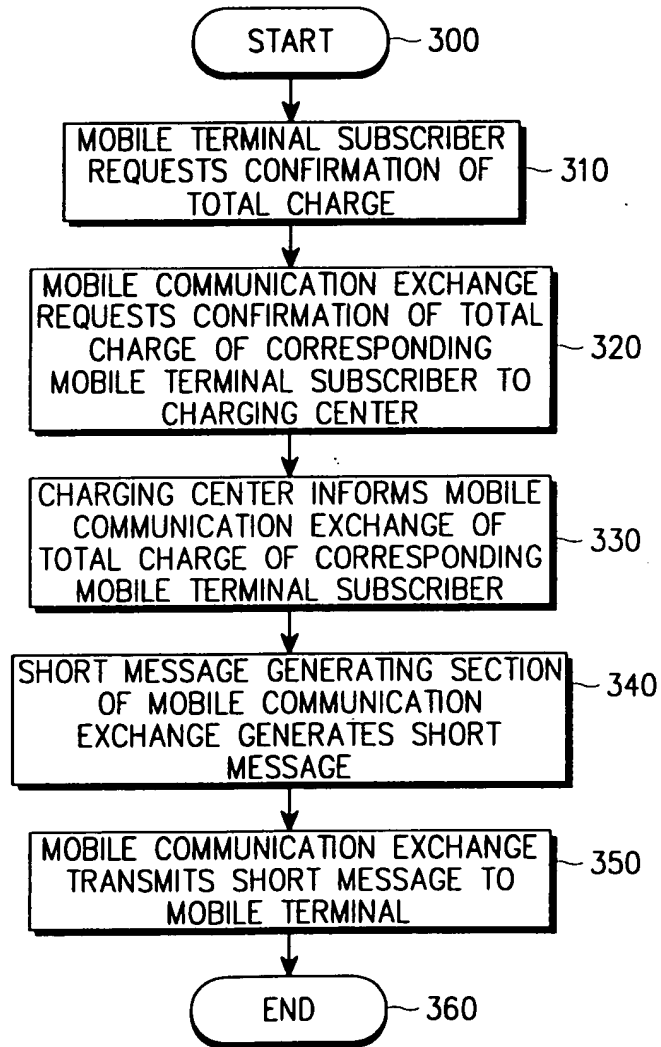 START
300
MOBILE TERMINAL SUBSCRIBER
REQUESTS CONFIRMATION OF
TOTAL CHARGE
310
MOBILE COMMUNICATION EXCHANGE
REQUESTS CONFIRMATION OF TOTAL
CHARGE OF CORRESPONDING
MOBILE TERMINAL SUBSCRIBER TO
CHARGING CENTER
320
CHARGING CENTER INFORMS MOBILE
COMMUNICATION EXCHANGE OF
TOTAL CHARGE OF CORRESPONDING
MOBILE TERMINAL SUBSCRIBER
330
SHORT MESSAGE GENERATING SECTION
OF MOBILE COMMUNICATION
EXCHANGE GENERATES SHORT
MESSAGE
340
MOBILE COMMUNICATION EXCHANGE
TRANSMITS SHORT MESSAGE TO
MOBILE TERMINAL
350
END
360